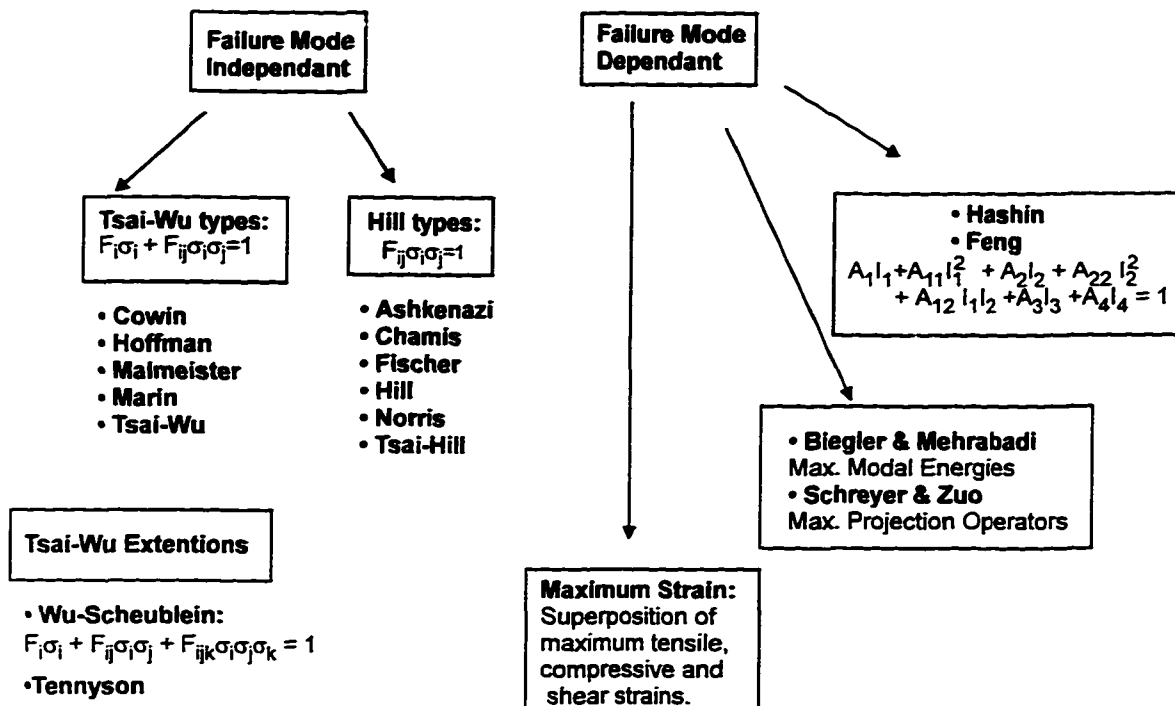 Failure Mode
Independant
Failure Mode
Dependant
Tsai-Wu types:
Fᵢσᵢ + Fᵢⱼσᵢσⱼ=1
• Cowin
• Hoffman
• Malmeister
• Marin
• Tsai-Wu
Hill types:
Fᵢⱼσᵢσⱼ=1
• Ashkenazi
• Chamis
• Fischer
• Hill
• Norris
• Tsai-Hill
• Hashin
• Feng
A₁I₁+A₁₁I₁² + A₂I₂ + A₂₂ I₂²
+ A₁₂ I₁I₂ +A₃I₃ +A₄I₄ = 1
• Biegler & Mehrabadi
Max. Modal Energies
• Schreyer & Zuo
Max. Projection Operators
Tsai-Wu Extentions
• Wu-Scheublein:
Fᵢσᵢ + Fᵢⱼσᵢσⱼ + Fᵢⱼₖσᵢσⱼσₖ = 1
•Tennyson
Maximum Strain:
Superposition of
maximum tensile,
compressive and
shear strains.